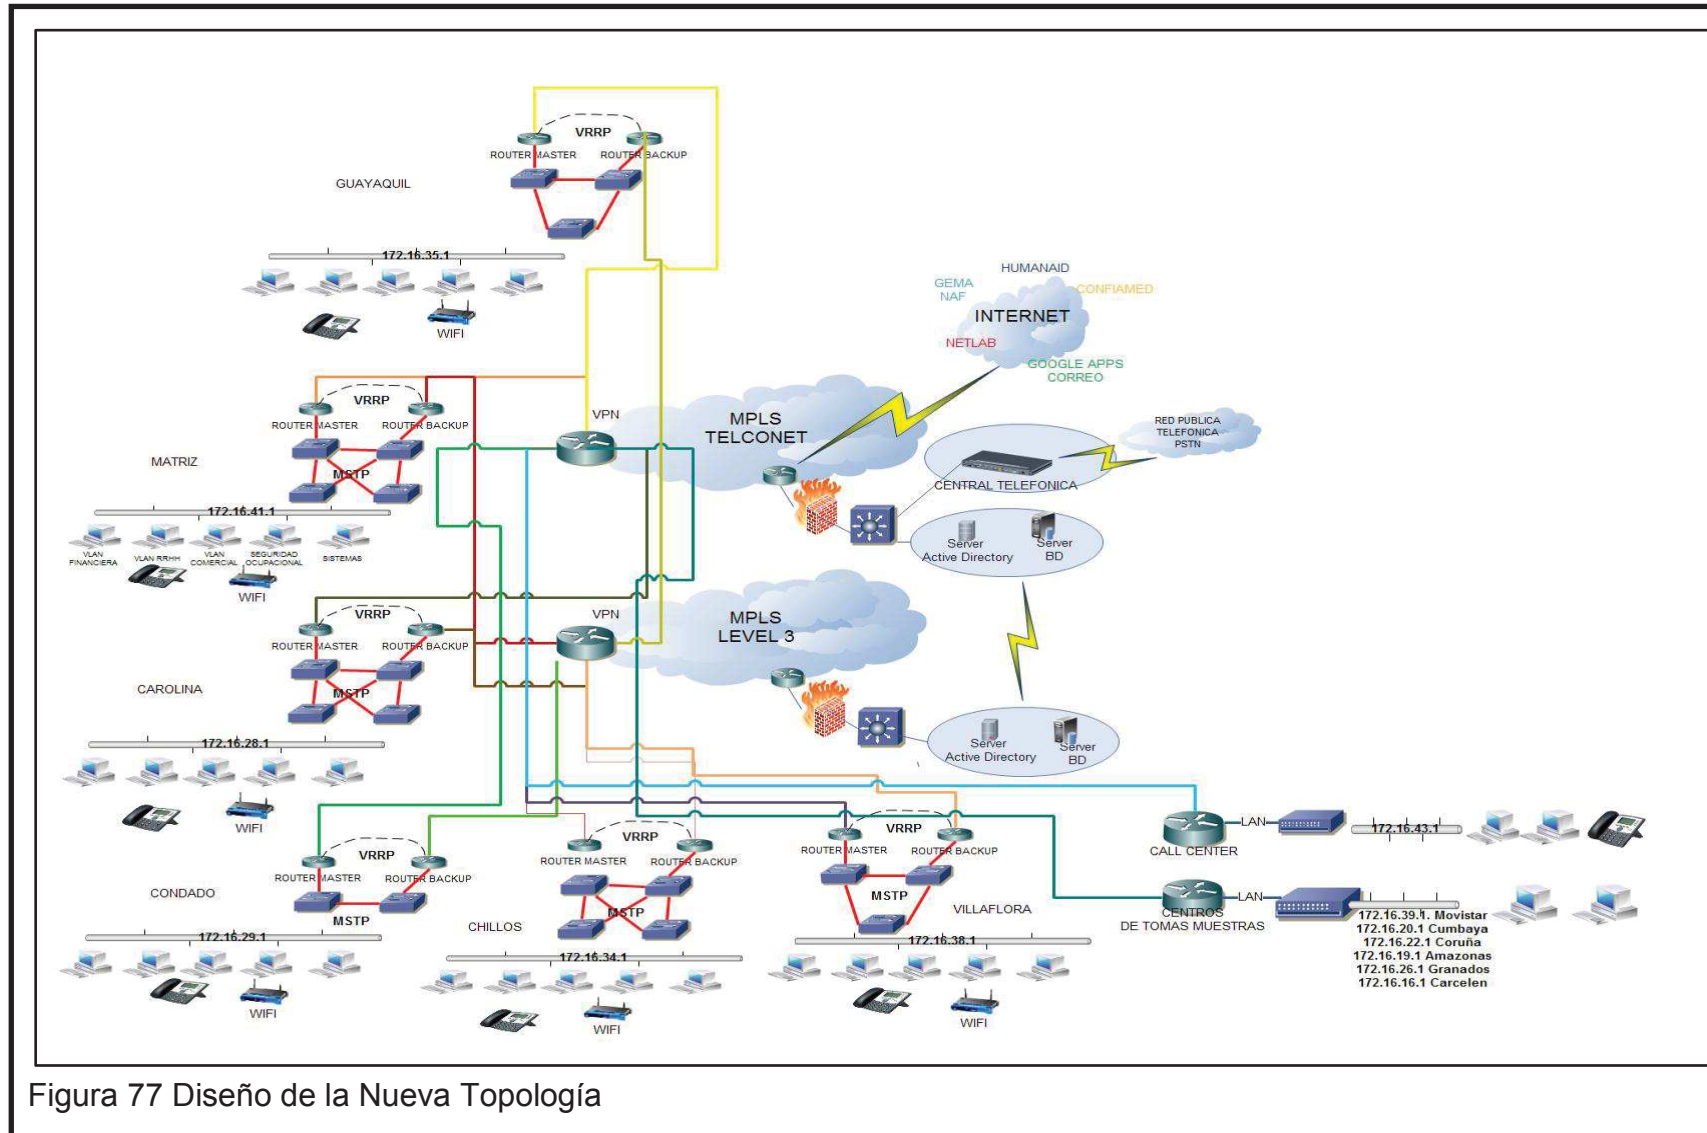 VRRP
ROUTER MASTER
ROUTER BACKUP
GUAYAQUIL
172.16.35.1
WIFI
HUMANAID
GEMA
NAF
CONFIAMED
INTERNET
NETLAB
GOOGLE APPS
CORREO
VRRP
ROUTER MASTER
ROUTER BACKUP
MATRIZ
MSTP
172.16.41.1
VLAN
FINANCIERA
VLAN RRHH
VLAN
COMERCIAL
SEGURIDAD
OCUPACIONAL
SISTEMAS
WIFI
VPN
MPLS
TELCONET
RED PUBLICA
TELEFONICA
PSTN
CENTRAL TELEFONICA
Server
Active Directory
Server
BD
VRRP
ROUTER MASTER
ROUTER BACKUP
CAROLINA
MSTP
172.16.28.1
WIFI
VPN
MPLS
LEVEL 3
Server
Active Directory
Server
BD
VRRP
ROUTER MASTER
ROUTER BACKUP
CONDADO
MSTP
172.16.29.1
WIFI
VRRP
ROUTER MASTER
ROUTER BACKUP
CHILLOS
MSTP
172.16.34.1
WIFI
VRRP
ROUTER MASTER
ROUTER BACKUP
MSTP
VILLAFLORA
172.16.38.1
WIFI
CALL CENTER
LAN
172.16.43.1
CENTROS
DE TOMAS MUESTRAS
LAN
172.16.39.1. Movistar
172.16.20.1 Cumbaya
172.16.22.1 Coruña
172.16.19.1 Amazonas
172.16.26.1 Granados
172.16.16.1 Carcelen
Figura 77 Diseño de la Nueva Topología